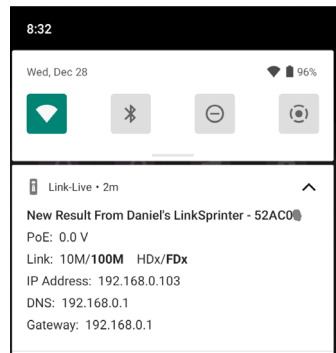 8:32
Wed, Dec 28 96%
Link-Live • 2m
New Result From Daniel's LinkSprinter - 52AC0
PoE: 0.0 V
Link: 10M/100M HDx/FDx
IP Address: 192.168.0.103
DNS: 192.168.0.1
Gateway: 192.168.0.1